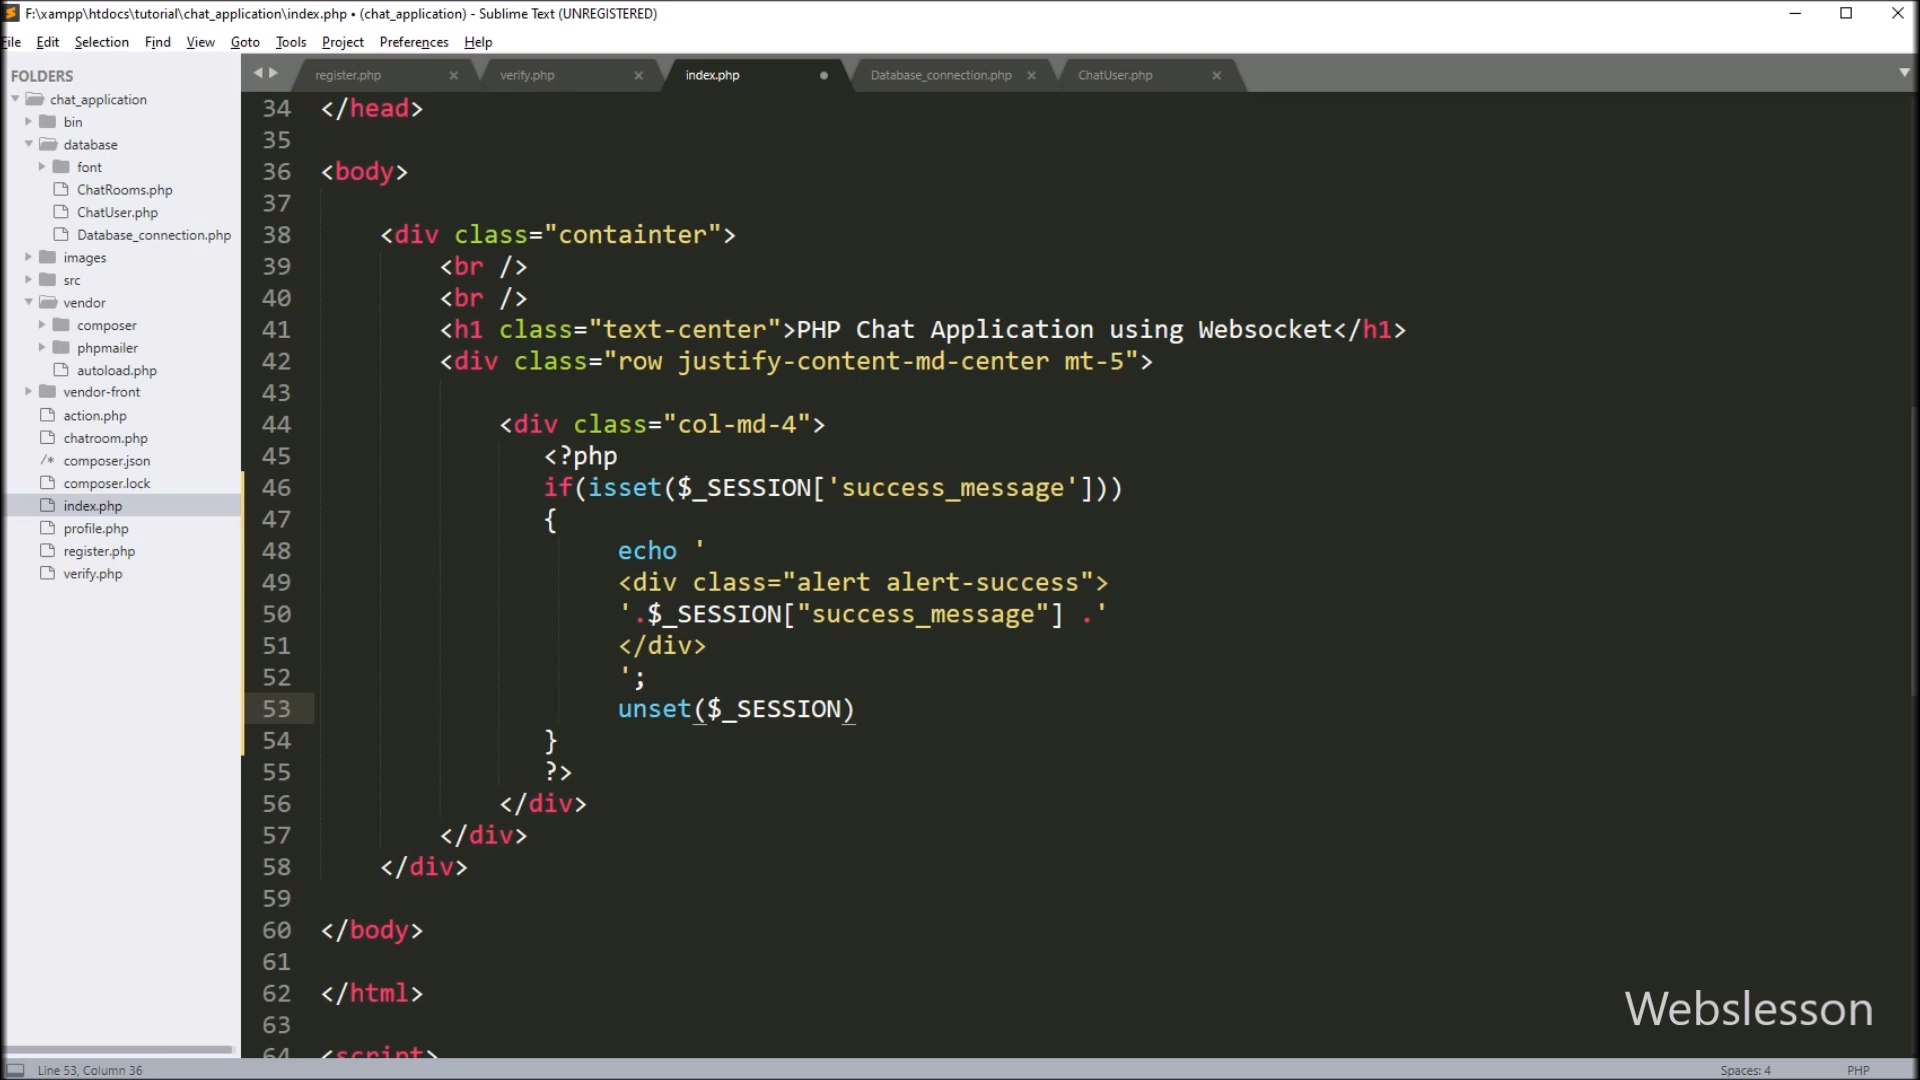 F:\xampp\htdocs\tutorial\chat_application\index.php • (chat_application) - Sublime Text (UNREGISTERED)
File Edit Selection Find View Goto Tools Project Preferences Help
FOLDERS
chat_application
bin
database
font
ChatRooms.php
ChatUser.php
Database_connection.php
images
src
vendor
composer
phpmailer
autoload.php
vendor-front
action.php
chatroom.php
/* composer.json
composer.lock
index.php
profile.php
register.php
verify.php
register.php verify.php index.php Database_connection.php ChatUser.php
34 </head>
35
36 <body>
37
38 <div class="containter">
39 <br />
40 <br />
41 <h1 class="text-center">PHP Chat Application using Websocket</h1>
42 <div class="row justify-content-md-center mt-5">
43
44 <div class="col-md-4">
45 <?php
46 if(isset($_SESSION['success_message']))
47 {
48 echo '
49 <div class="alert alert-success">
50 '.$_SESSION["success_message"] .'
51 </div>
52 ';
53 unset($_SESSION)
54 }
55 ?>
56 </div>
57 </div>
58 </div>
59
60 </body>
61
62 </html>
63
64 <script>
Webslesson
Line 53, Column 36 Spaces: 4 PHP